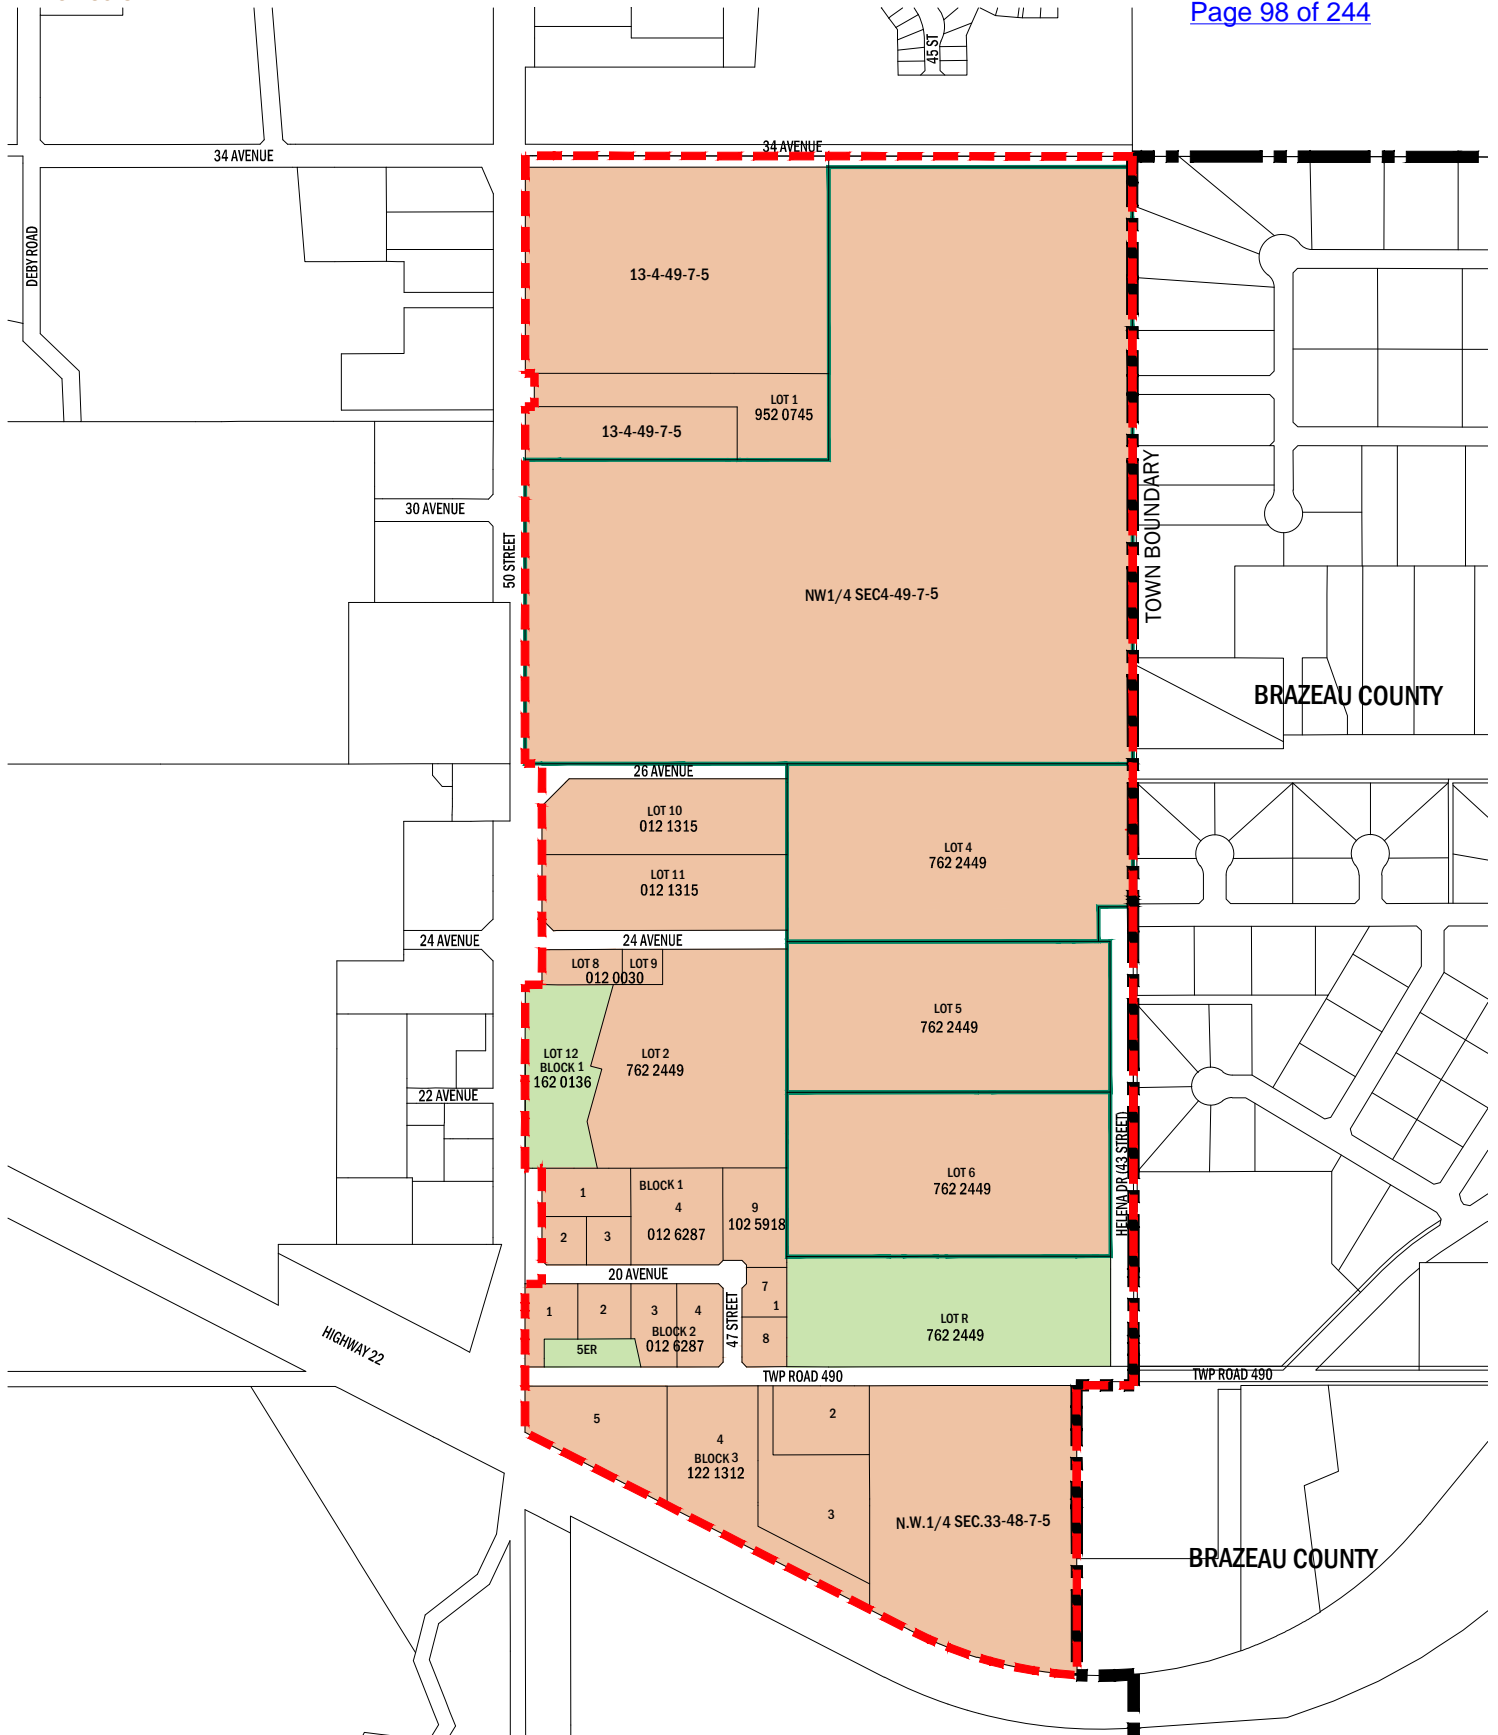 Page 98 of 244
45 ST
34 AVENUE
34 AVENUE
DEBY ROAD
13-4-49-7-5
LOT 1
952 0745
13-4-49-7-5
30 AVENUE
50 STREET
TOWN BOUNDARY
NW1/4 SEC4-49-7-5
BRAZEAU COUNTY
26 AVENUE
LOT 10
012 1315
LOT 4
762 2449
LOT 11
012 1315
24 AVENUE
24 AVENUE
LOT 8
LOT 9
012 0030
LOT 5
762 2449
LOT 12
BLOCK 1
162 0136
LOT 2
762 2449
22 AVENUE
HELENA DR (43 STREET)
LOT 6
762 2449
1
BLOCK 1
4
012 6287
9
102 5918
2
3
20 AVENUE
7
1
8
1
2
3
4
BLOCK 2
012 6287
5ER
47 STREET
LOT R
762 2449
HIGHWAY 22
TWP ROAD 490
TWP ROAD 490
5
4
BLOCK 3
122 1312
2
3
N.W.1/4 SEC.33-48-7-5
BRAZEAU COUNTY